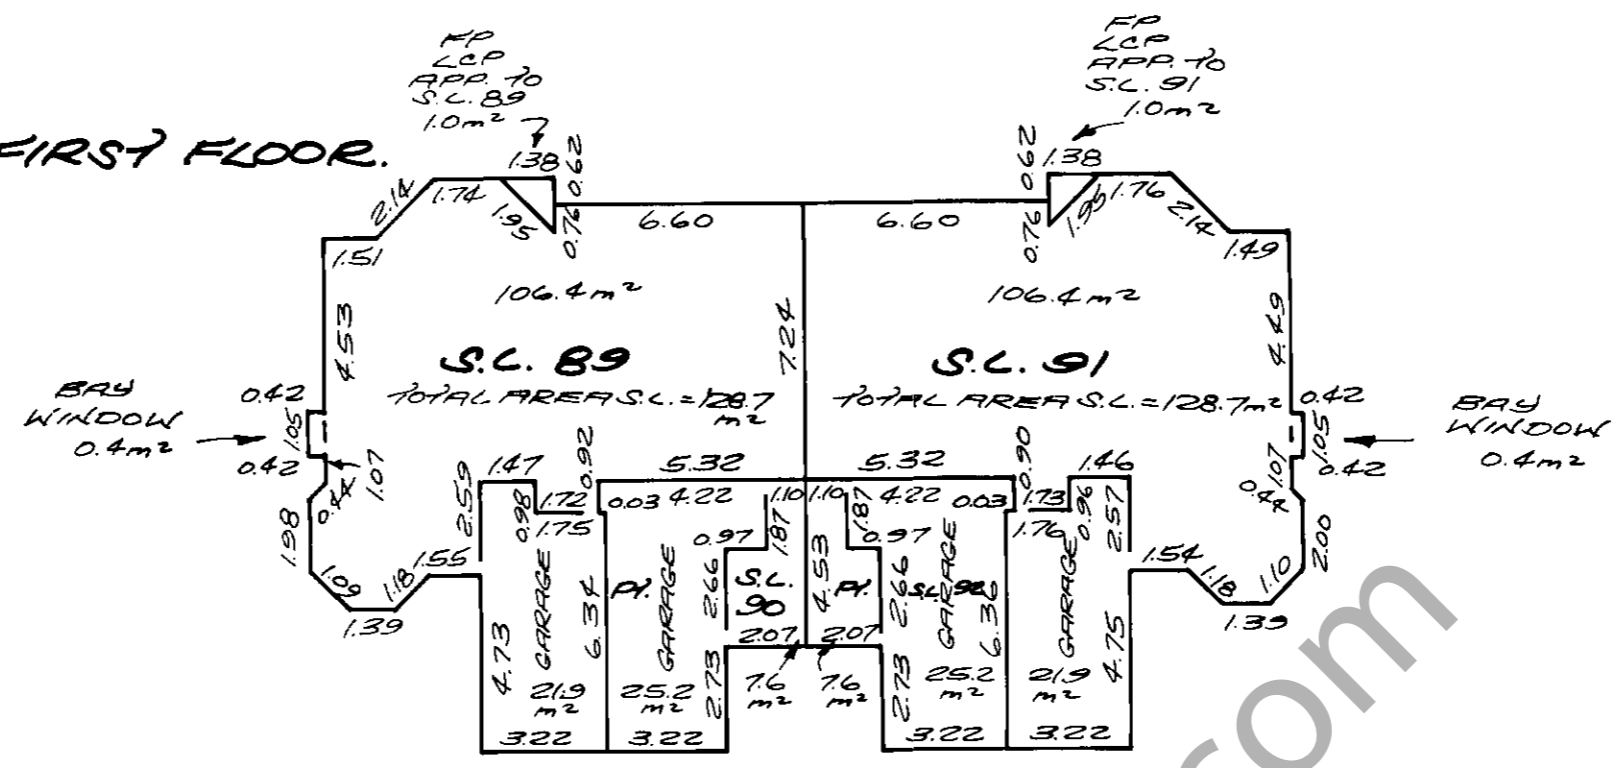 FIRST FLOOR.
FP
LCP
APP. TO
S.L. 89
1.0m²
FP
LCP
APP. TO
S.L. 91
1.0m²
1.38
0.62
0.62
1.38
2.14
1.74
1.95
0.76
6.60
6.60
0.76
1.95
1.76
2.14
1.51
1.49
106.4m²
106.4m²
4.53
7.24
4.49
S.L. 89
S.L. 91
TOTAL AREA S.L. = 128.7
m²
TOTAL AREA S.L. = 128.7m²
BAY
WINDOW
0.4m²
0.42
1.05
0.42
1.07
0.44
BAY
WINDOW
0.4m²
0.42
1.05
0.42
1.07
0.44
2.59
1.47
0.92
5.32
5.32
0.90
1.46
2.57
0.98
1.72
1.75
0.03
4.22
1.10
1.10
4.22
0.03
1.73
1.76
0.96
1.98
1.09
1.39
1.18
1.55
0.97
1.87
1.87
0.97
1.54
1.18
1.39
1.10
2.00
GARAGE
6.34
Pt.
GARAGE
2.66
S.L.
90
4.53
Pt.
2.66
S.L. 92
GARAGE
6.36
GARAGE
4.73
21.9
m²
25.2
m²
2.73
2.07
2.07
7.6
m²
7.6
m²
2.73
25.2
m²
21.9
m²
4.75
3.22
3.22
3.22
3.22
com